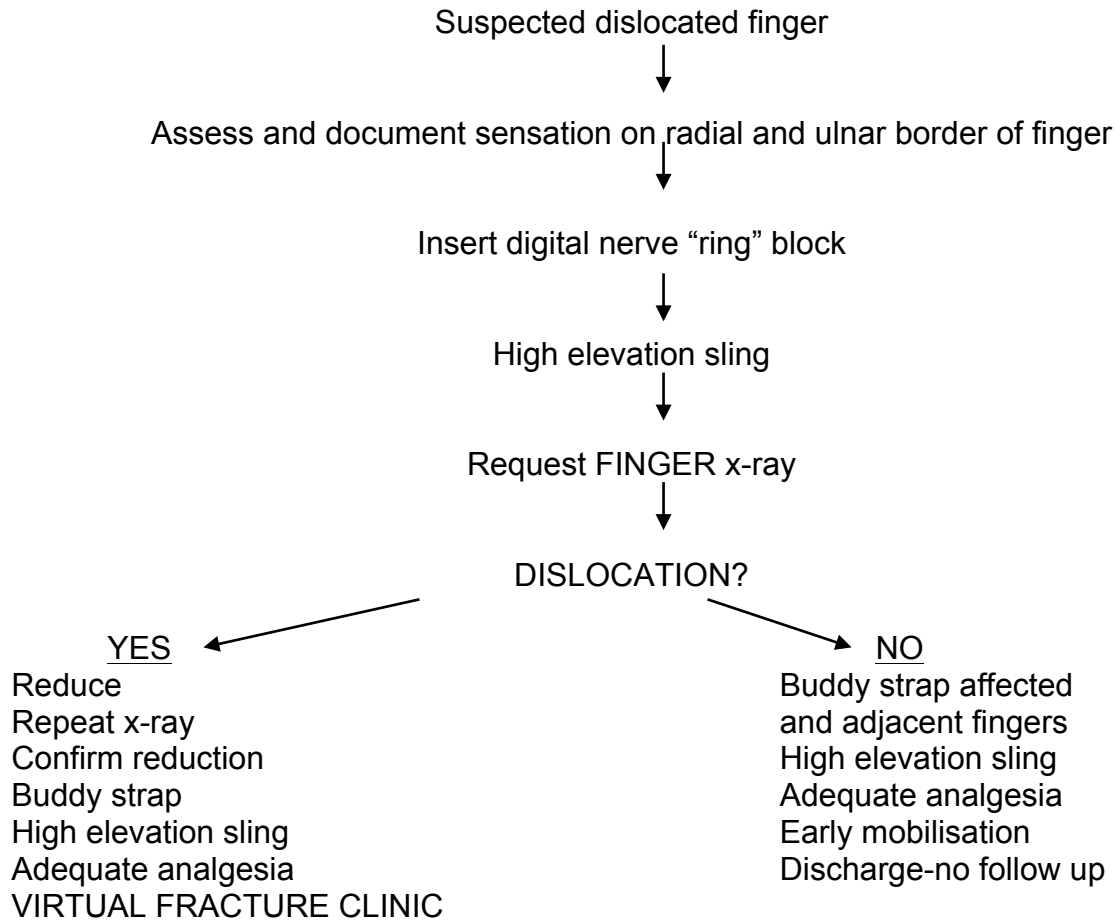 Suspected dislocated finger
Assess and document sensation on radial and ulnar border of finger
Insert digital nerve “ring” block
High elevation sling
Request FINGER x-ray
DISLOCATION?
YES
Reduce
Repeat x-ray
Confirm reduction
Buddy strap
High elevation sling
Adequate analgesia
VIRTUAL FRACTURE CLINIC
NO
Buddy strap affected
and adjacent fingers
High elevation sling
Adequate analgesia
Early mobilisation
Discharge-no follow up